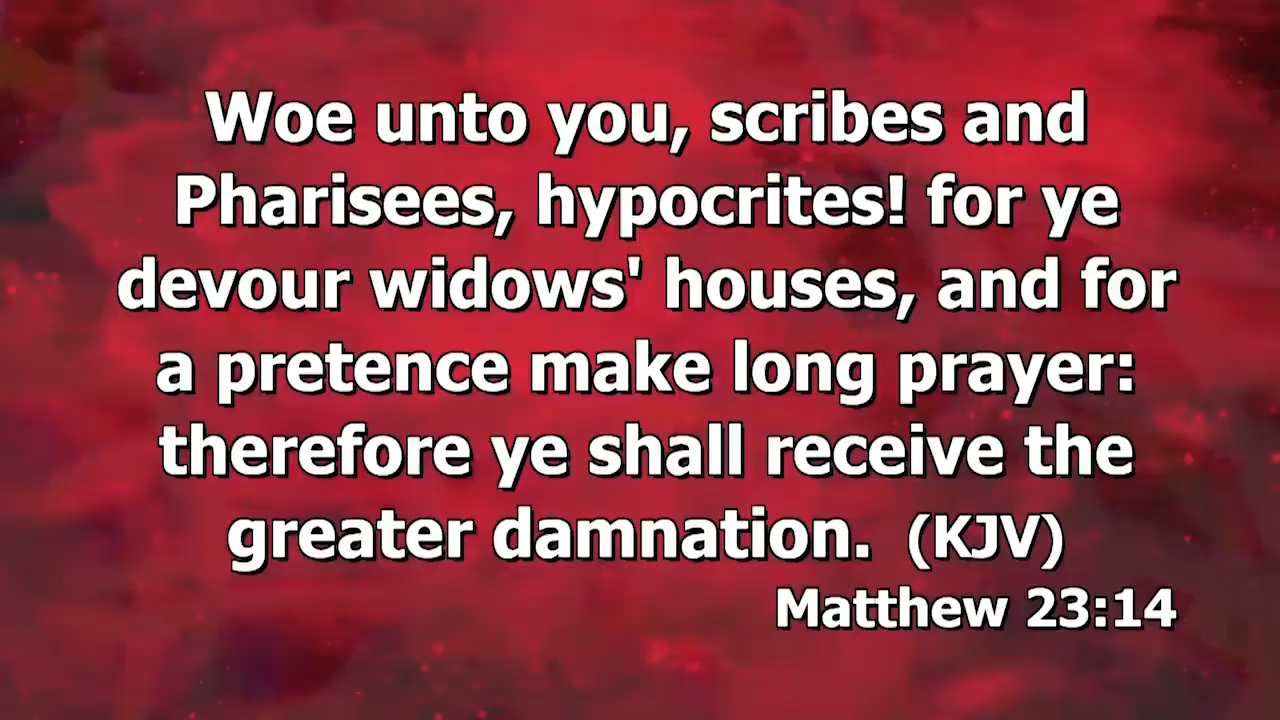 Woe unto you, scribes and
Pharisees, hypocrites! for ye
devour widows' houses, and for
a pretence make long prayer:
therefore ye shall receive the
greater damnation. (KJV)
Matthew 23:14